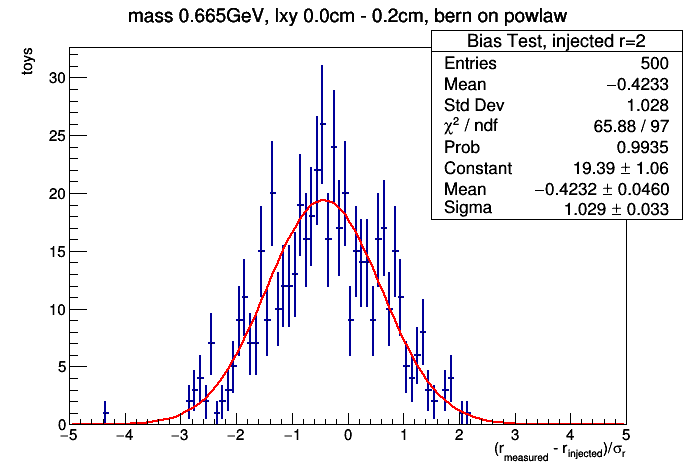 mass 0.665GeV, lxy 0.0cm - 0.2cm, bern on powlaw
Bias Test, injected r=2
Entries 500
Mean −0.4233
Std Dev 1.028
χ² / ndf 65.88 / 97
Prob 0.9935
Constant 19.39 ± 1.06
Mean −0.4232 ± 0.0460
Sigma 1.029 ± 0.033
toys
30
25
20
15
10
5
0
−5 −4 −3 −2 −1 0 1 2 3 4 5
(r_measured - r_injected)/σ_r